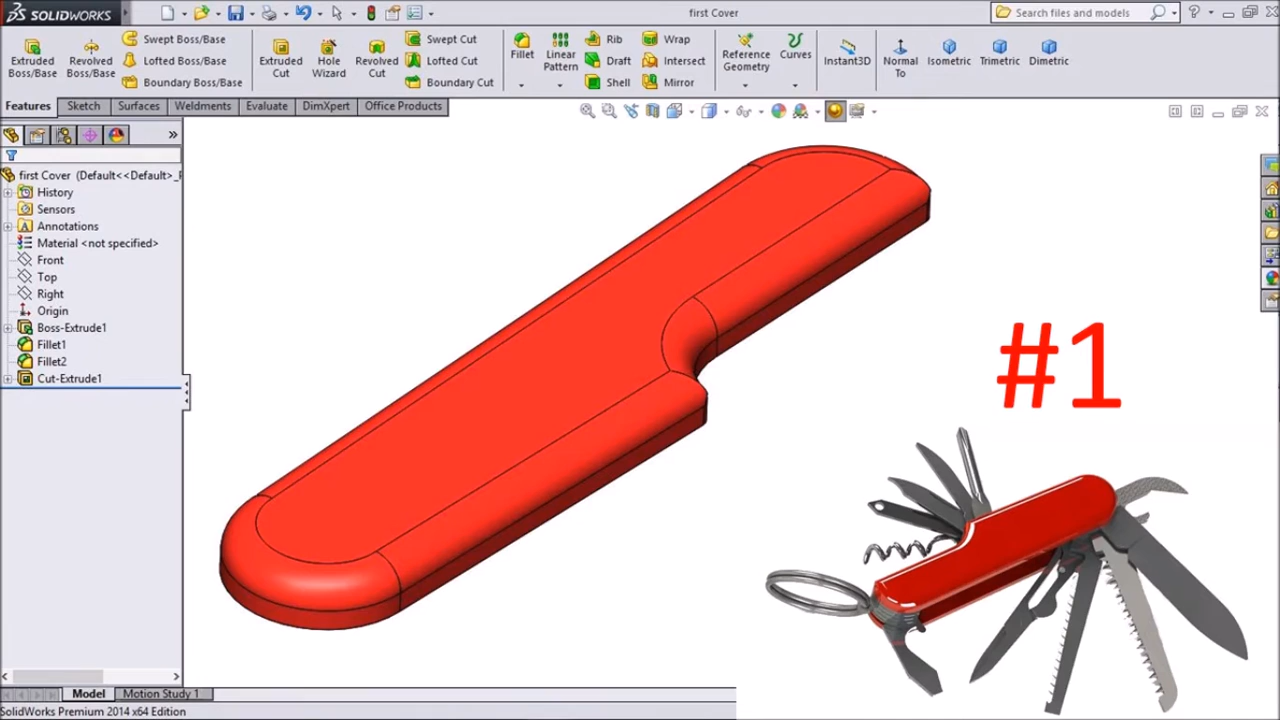 SOLIDWORKS
first Cover
Search files and models
Extruded Boss/Base
Revolved Boss/Base
Swept Boss/Base
Lofted Boss/Base
Boundary Boss/Base
Extruded Cut
Hole Wizard
Revolved Cut
Swept Cut
Lofted Cut
Boundary Cut
Fillet
Linear Pattern
Rib
Draft
Shell
Wrap
Intersect
Mirror
Reference Geometry
Curves
Instant3D
Normal To
Isometric
Trimetric
Dimetric
Features
Sketch
Surfaces
Weldments
Evaluate
DimXpert
Office Products
first Cover (Default<<Default>_
History
Sensors
Annotations
Material <not specified>
Front
Top
Right
Origin
Boss-Extrude1
Fillet1
Fillet2
Cut-Extrude1
#1
Model
Motion Study 1
SolidWorks Premium 2014 x64 Edition